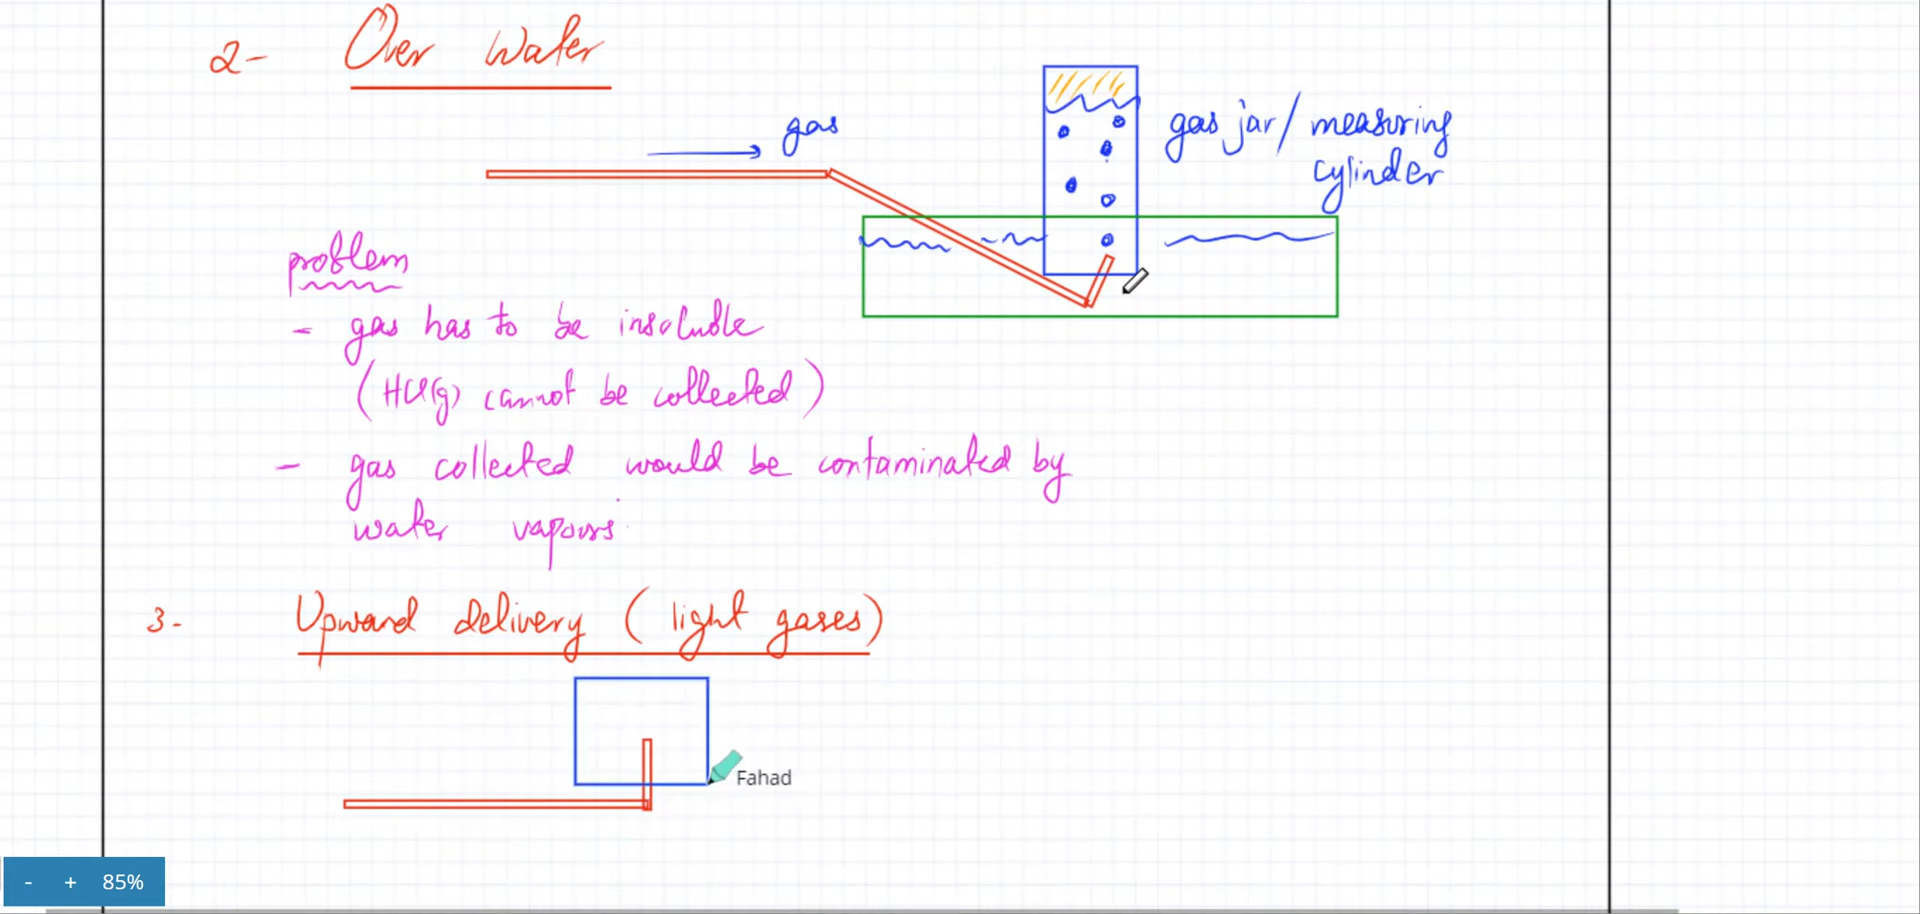 2- Over Water
gas
gas jar/ measuring
cylinder
problem
- gas has to be insoluble
(HCl(g) cannot be collected)
- gas collected would be contaminated by
water vapours
3- Upward delivery (light gases)
Fahad
- + 85%